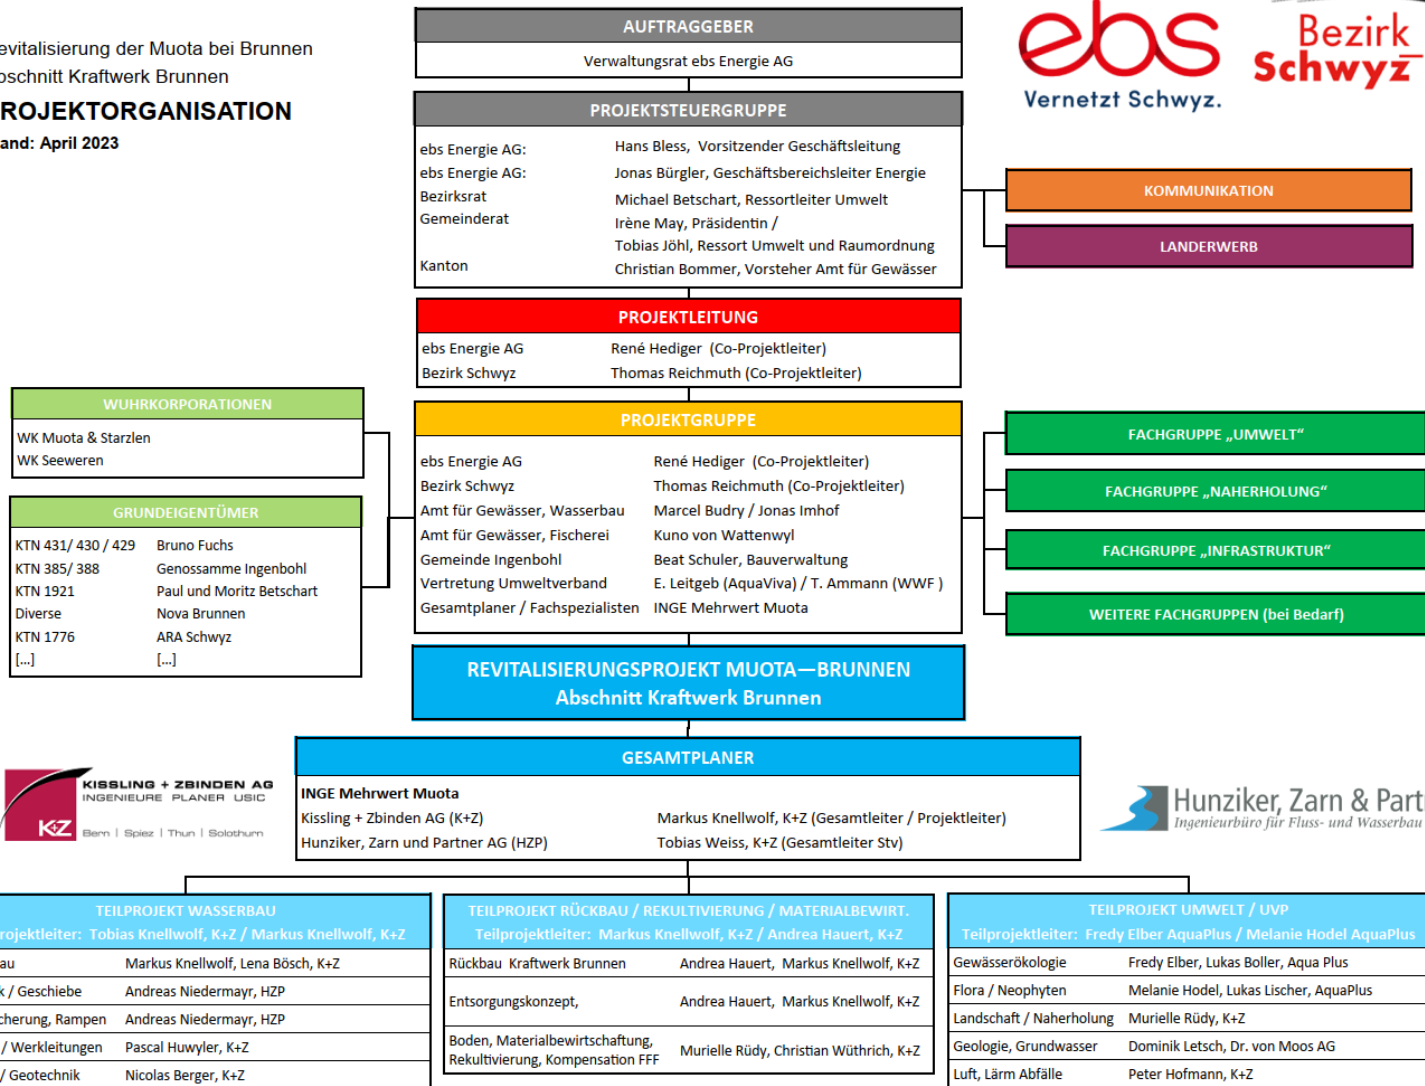 evitalisierung der Muota bei Brunnen
bschnitt Kraftwerk Brunnen
ROJEKTORGANISATION
and: April 2023
AUFTRAGGEBER
Verwaltungsrat ebs Energie AG
ebs
Vernetzt Schwyz.
Bezirk
Schwyz
PROJEKTSTEUERGRUPPE
ebs Energie AG: Hans Bless, Vorsitzender Geschäftsleitung
ebs Energie AG: Jonas Bürgler, Geschäftsbereichsleiter Energie
Bezirksrat Michael Betschart, Ressortleiter Umwelt
Gemeinderat Irène May, Präsidentin /
Tobias Jöhl, Ressort Umwelt und Raumordnung
Kanton Christian Bommer, Vorsteher Amt für Gewässer
KOMMUNIKATION
LANDERWERB
PROJEKTLEITUNG
ebs Energie AG René Hediger (Co-Projektleiter)
Bezirk Schwyz Thomas Reichmuth (Co-Projektleiter)
WUHRKORPORATIONEN
WK Muota & Starzlen
WK Seeweren
GRUNDEIGENTÜMER
KTN 431/ 430 / 429 Bruno Fuchs
KTN 385/ 388 Genossamme Ingenbohl
KTN 1921 Paul und Moritz Betschart
Diverse Nova Brunnen
KTN 1776 ARA Schwyz
[...] [...]
PROJEKTGRUPPE
ebs Energie AG René Hediger (Co-Projektleiter)
Bezirk Schwyz Thomas Reichmuth (Co-Projektleiter)
Amt für Gewässer, Wasserbau Marcel Budry / Jonas Imhof
Amt für Gewässer, Fischerei Kuno von Wattenwyl
Gemeinde Ingenbohl Beat Schuler, Bauverwaltung
Vertretung Umweltverband E. Leitgeb (AquaViva) / T. Ammann (WWF )
Gesamtplaner / Fachspezialisten INGE Mehrwert Muota
FACHGRUPPE „UMWELT“
FACHGRUPPE „NAHERHOLUNG“
FACHGRUPPE „INFRASTRUKTUR“
WEITERE FACHGRUPPEN (bei Bedarf)
REVITALISIERUNGSPROJEKT MUOTA—BRUNNEN
Abschnitt Kraftwerk Brunnen
K+Z
KISSLING + ZBINDEN AG
INGENIEURE PLANER USIC
Bern | Spiez | Thun | Solothurn
GESAMTPLANER
INGE Mehrwert Muota
Kissling + Zbinden AG (K+Z) Markus Knellwolf, K+Z (Gesamtleiter / Projektleiter)
Hunziker, Zarn und Partner AG (HZP) Tobias Weiss, K+Z (Gesamtleiter Stv)
Hunziker, Zarn & Part
Ingenieurbüro für Fluss- und Wasserbau
TEILPROJEKT WASSERBAU
rojektleiter: Tobias Knellwolf, K+Z / Markus Knellwolf, K+Z
au Markus Knellwolf, Lena Bösch, K+Z
k / Geschiebe Andreas Niedermayr, HZP
cherung, Rampen Andreas Niedermayr, HZP
/ Werkleitungen Pascal Huwyler, K+Z
/ Geotechnik Nicolas Berger, K+Z
TEILPROJEKT RÜCKBAU / REKULTIVIERUNG / MATERIALBEWIRT.
Teilprojektleiter: Markus Knellwolf, K+Z / Andrea Hauert, K+Z
Rückbau Kraftwerk Brunnen Andrea Hauert, Markus Knellwolf, K+Z
Entsorgungskonzept, Andrea Hauert, Markus Knellwolf, K+Z
Boden, Materialbewirtschaftung,
Rekultivierung, Kompensation FFF Murielle Rüdy, Christian Wüthrich, K+Z
TEILPROJEKT UMWELT / UVP
Teilprojektleiter: Fredy Elber AquaPlus / Melanie Hodel AquaPlus
Gewässerökologie Fredy Elber, Lukas Boller, Aqua Plus
Flora / Neophyten Melanie Hodel, Lukas Lischer, AquaPlus
Landschaft / Naherholung Murielle Rüdy, K+Z
Geologie, Grundwasser Dominik Letsch, Dr. von Moos AG
Luft, Lärm Abfälle Peter Hofmann, K+Z